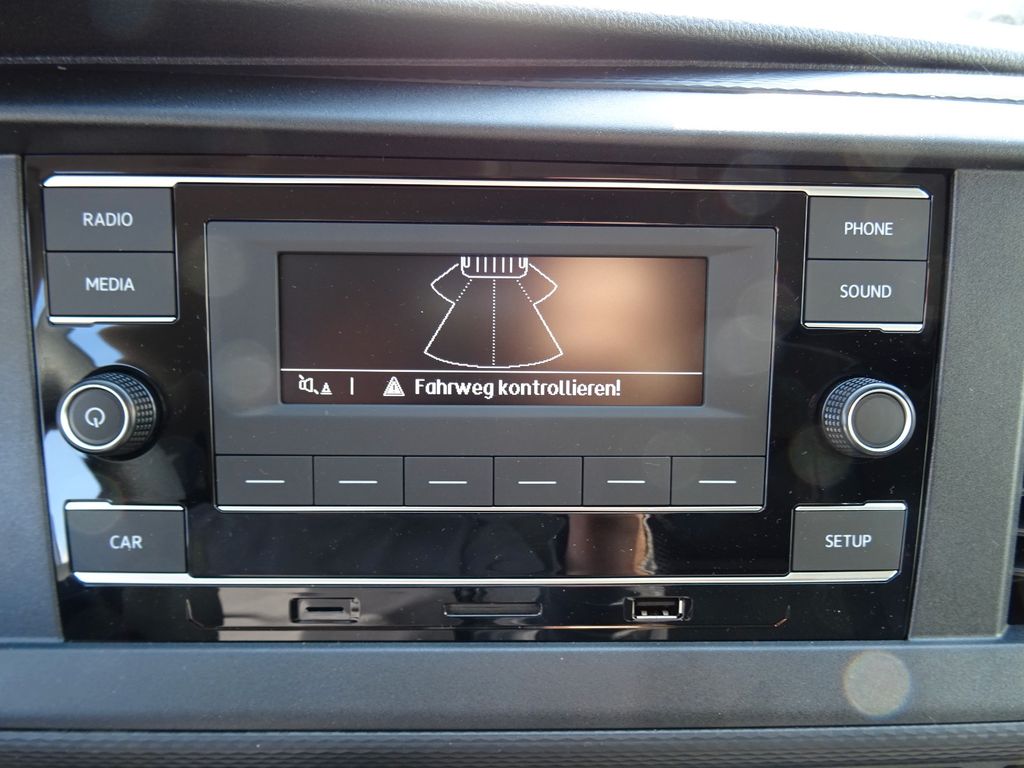 RADIO
PHONE
MEDIA
SOUND
Fahrweg kontrollieren!
CAR
SETUP